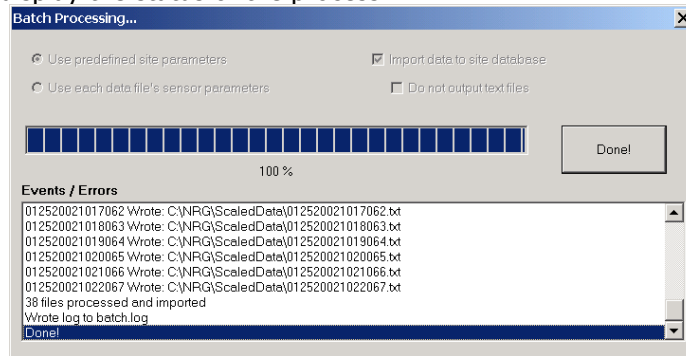 Batch Processing...
Use predefined site parameters
Import data to site database
Use each data file's sensor parameters
Do not output text files
Done!
100 %
Events / Errors
012520021017062 Wrote: C:\NRG\ScaledData\012520021017062.txt
012520021018063 Wrote: C:\NRG\ScaledData\012520021018063.txt
012520021019064 Wrote: C:\NRG\ScaledData\012520021019064.txt
012520021020065 Wrote: C:\NRG\ScaledData\012520021020065.txt
012520021021066 Wrote: C:\NRG\ScaledData\012520021021066.txt
012520021022067 Wrote: C:\NRG\ScaledData\012520021022067.txt
38 files processed and imported
Wrote log to batch.log
Done!